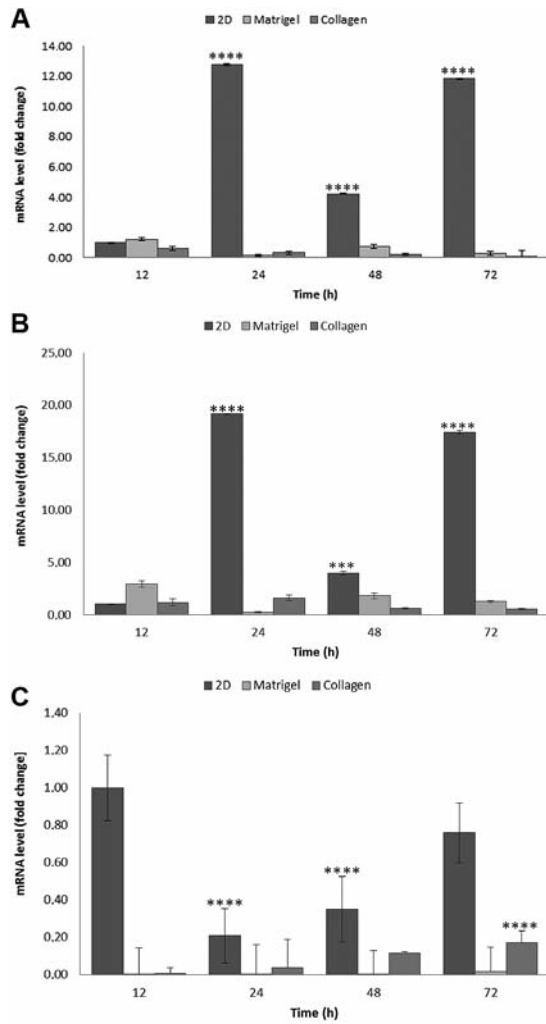 A
2D Matrigel Collagen
mRNA level (fold change)
14.00
12.00
10.00
8.00
6.00
4.00
2.00
0.00
****
****
****
12 24 48 72
Time (h)
B
2D Matrigel Collagen
mRNA level (fold change)
25,00
20,00
15,00
10,00
5,00
0,00
****
***
****
12 24 48 72
Time (h)
C
2D Matrigel Collagen
mRNA level (fold change]
1.40
1.20
1.00
0.80
0.60
0.40
0.20
0.00
****
****
****
12 24 48 72
Time (h)